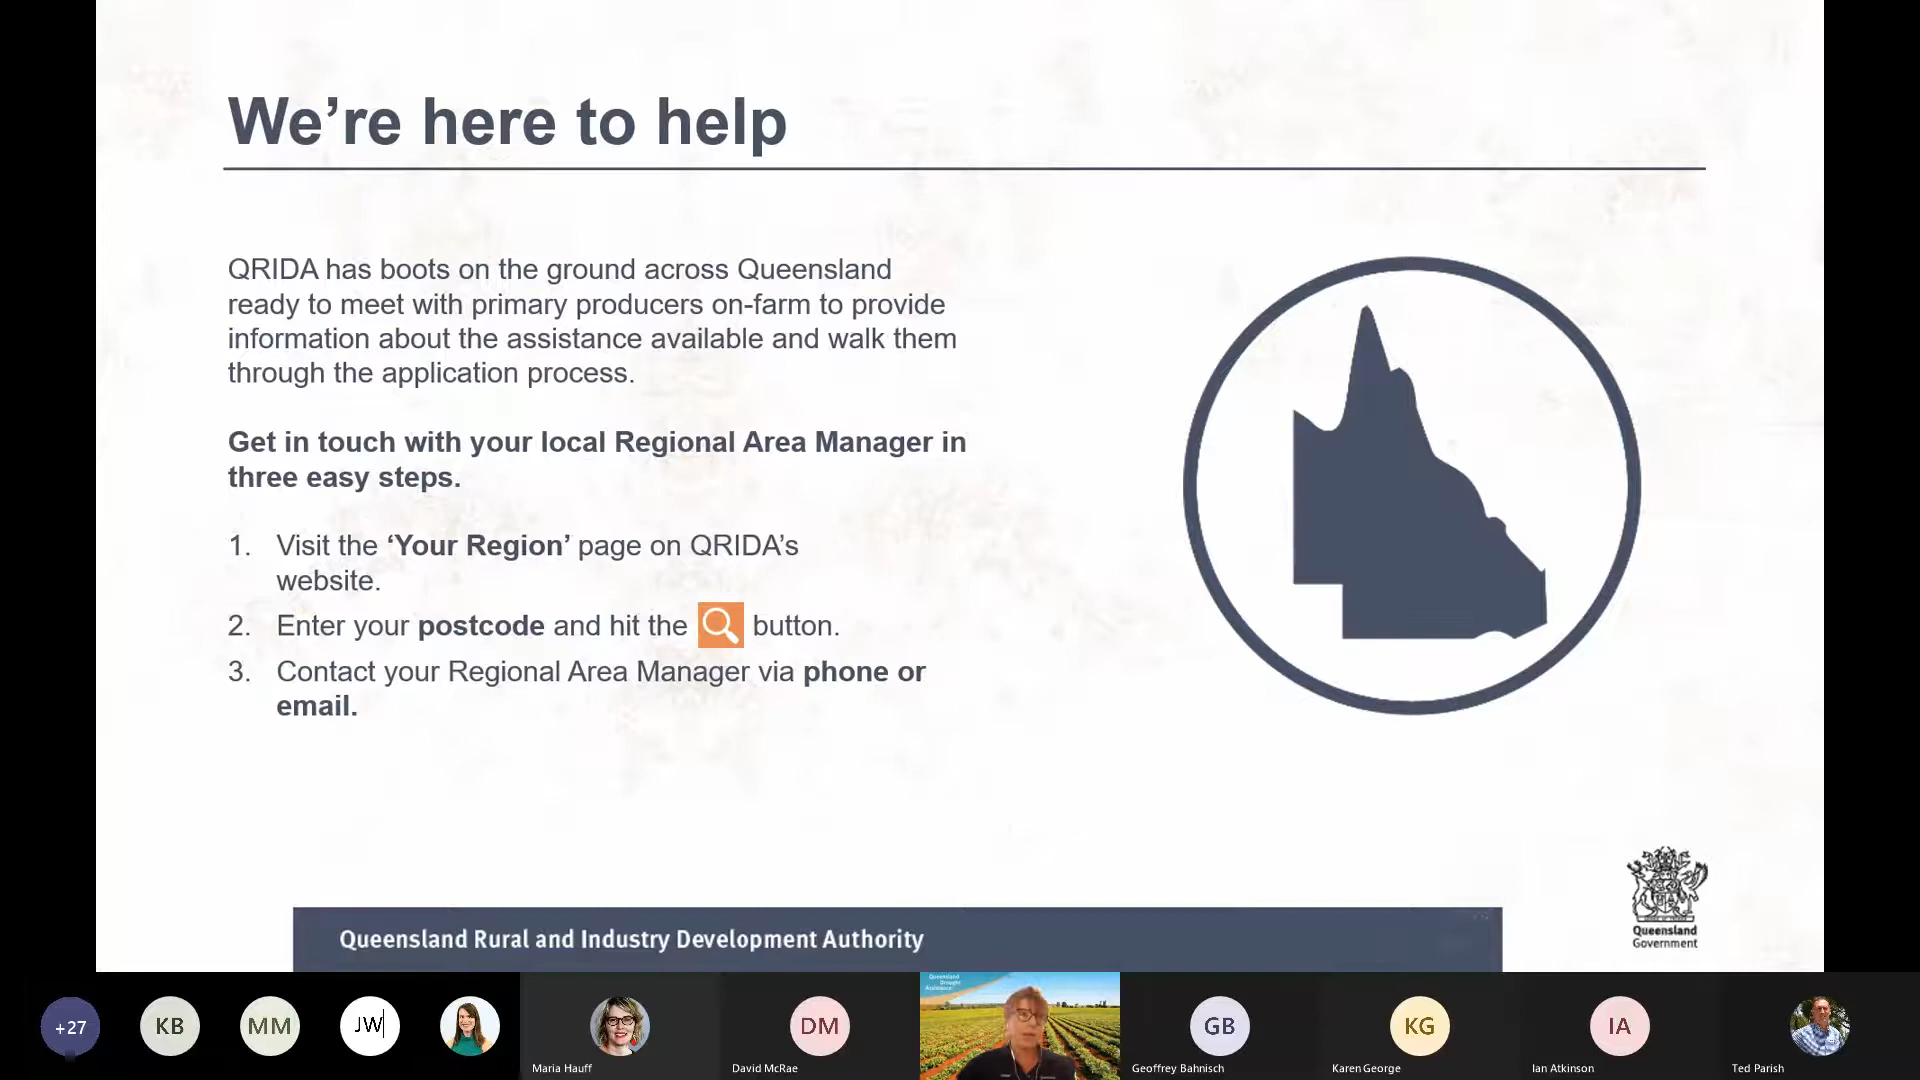 We’re here to help
QRIDA has boots on the ground across Queensland
ready to meet with primary producers on-farm to provide
information about the assistance available and walk them
through the application process.
Get in touch with your local Regional Area Manager in
three easy steps.
1. Visit the ‘Your Region’ page on QRIDA’s
website.
2. Enter your postcode and hit the button.
3. Contact your Regional Area Manager via phone or
email.
Queensland
Government
Queensland Rural and Industry Development Authority
Queensland
Drought
Assistance
+27
KB
MM
JW
DM
GB
KG
IA
Maria Hauff
David McRae
Geoffrey Bahnisch
Karen George
Ian Atkinson
Ted Parish